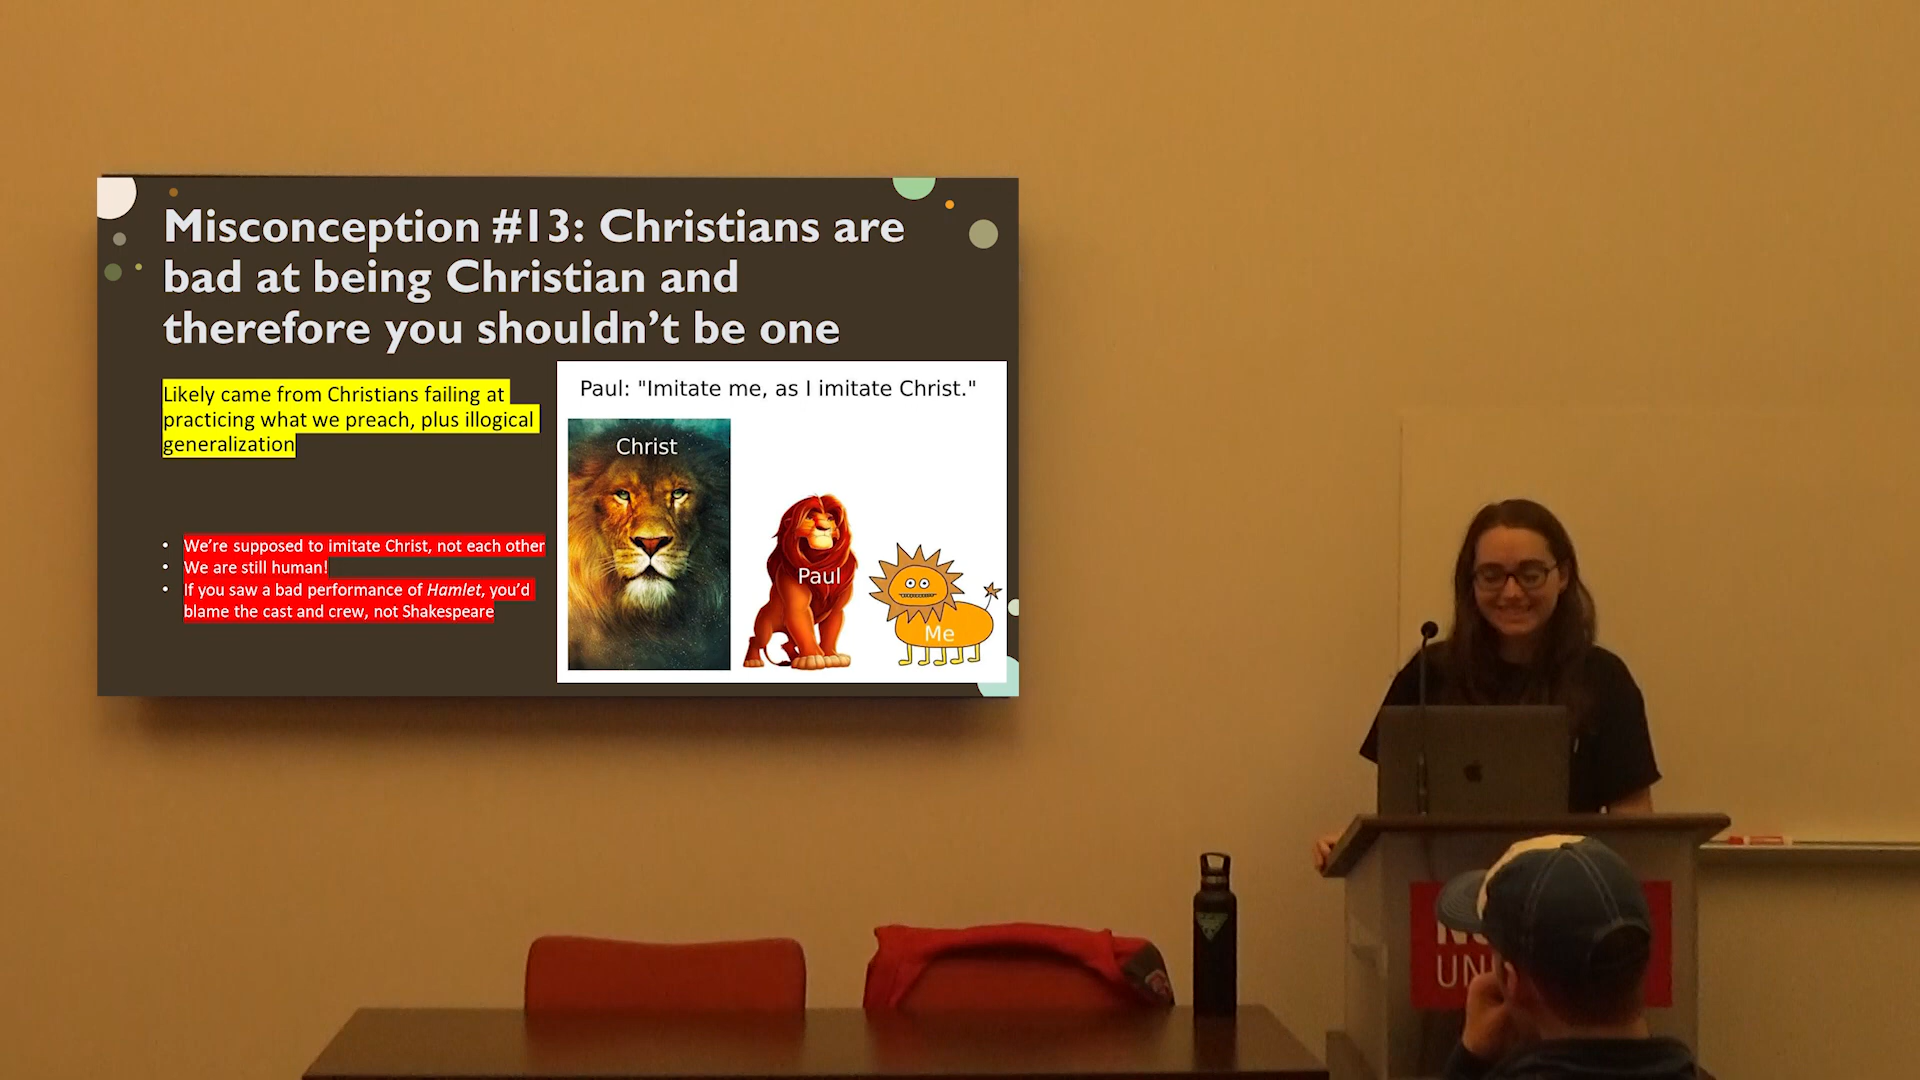 Misconception #13: Christians are
bad at being Christian and
therefore you shouldn't be one
Likely came from Christians failing at
practicing what we preach, plus illogical
generalization
• We're supposed to imitate Christ, not each other
• We are still human!
• If you saw a bad performance of Hamlet, you'd
blame the cast and crew, not Shakespeare
Paul: "Imitate me, as I imitate Christ."
Christ
Paul
Me